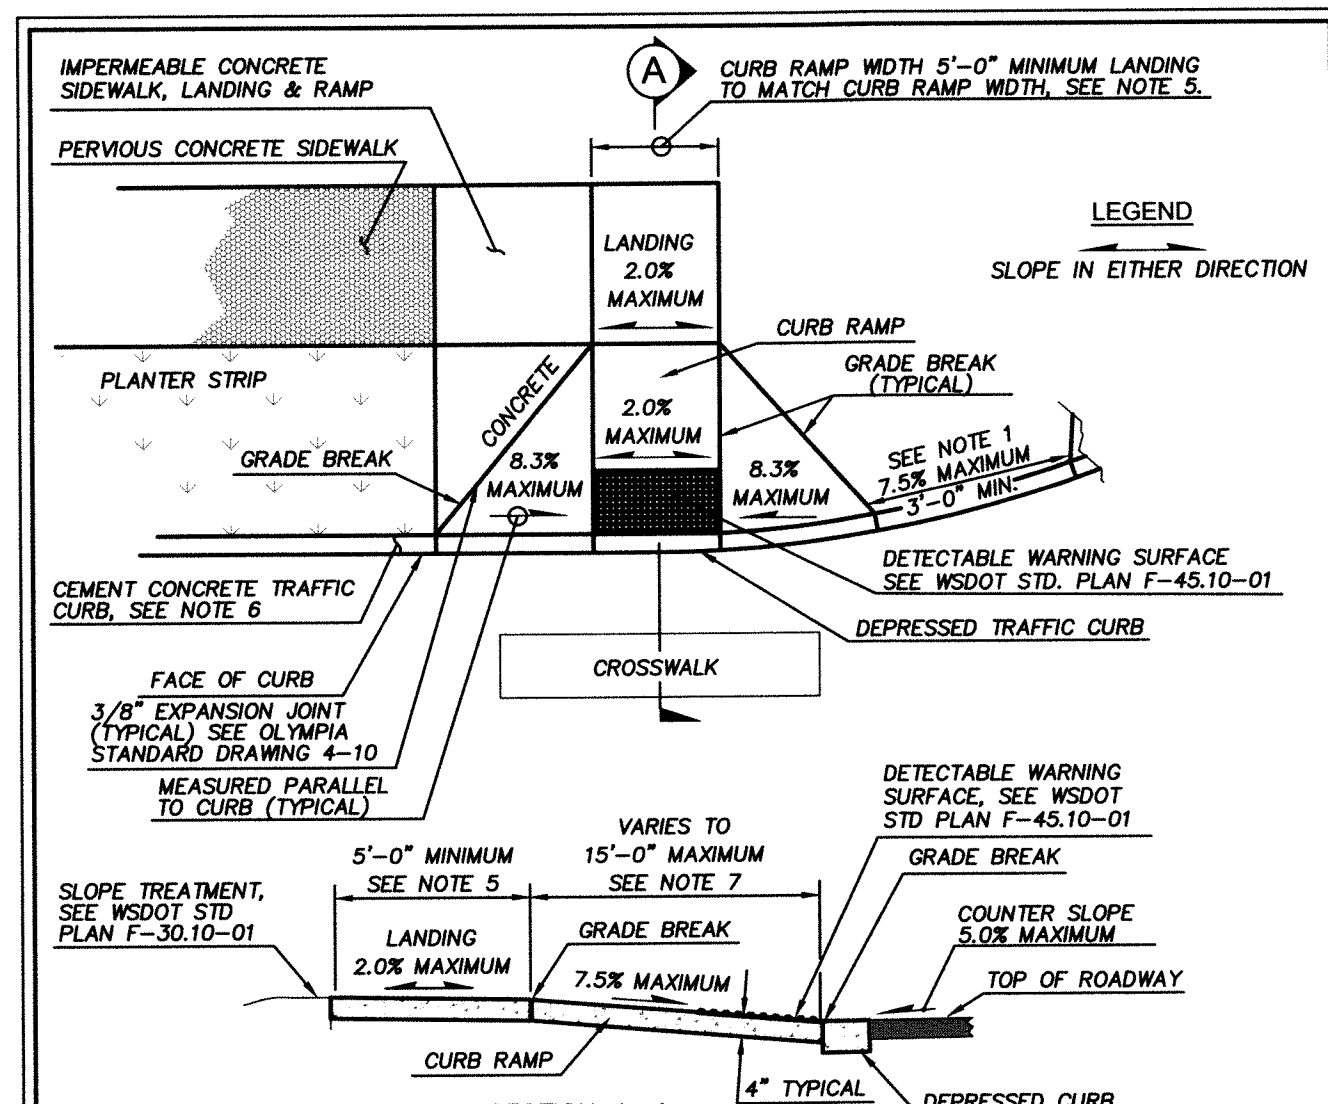 IMPERMEABLE CONCRETE
SIDEWALK, LANDING & RAMP
A
CURB RAMP WIDTH 5'-0" MINIMUM LANDING
TO MATCH CURB RAMP WIDTH, SEE NOTE 5.
PERVIOUS CONCRETE SIDEWALK
LEGEND
SLOPE IN EITHER DIRECTION
LANDING
2.0%
MAXIMUM
CURB RAMP
GRADE BREAK
(TYPICAL)
PLANTER STRIP
CONCRETE
2.0%
MAXIMUM
GRADE BREAK
8.3%
MAXIMUM
8.3%
MAXIMUM
SEE NOTE 1
7.5% MAXIMUM
3'-0" MIN.
DETECTABLE WARNING SURFACE
SEE WSDOT STD. PLAN F-45.10-01
CEMENT CONCRETE TRAFFIC
CURB, SEE NOTE 6
DEPRESSED TRAFFIC CURB
CROSSWALK
FACE OF CURB
3/8" EXPANSION JOINT
(TYPICAL) SEE OLYMPIA
STANDARD DRAWING 4-10
MEASURED PARALLEL
TO CURB (TYPICAL)
DETECTABLE WARNING
SURFACE, SEE WSDOT
STD PLAN F-45.10-01
VARIES TO
15'-0" MAXIMUM
SEE NOTE 7
5'-0" MINIMUM
SEE NOTE 5
GRADE BREAK
SLOPE TREATMENT,
SEE WSDOT STD
PLAN F-30.10-01
COUNTER SLOPE
5.0% MAXIMUM
LANDING
2.0% MAXIMUM
GRADE BREAK
7.5% MAXIMUM
TOP OF ROADWAY
CURB RAMP
4" TYPICAL
DEPRESSED CURB